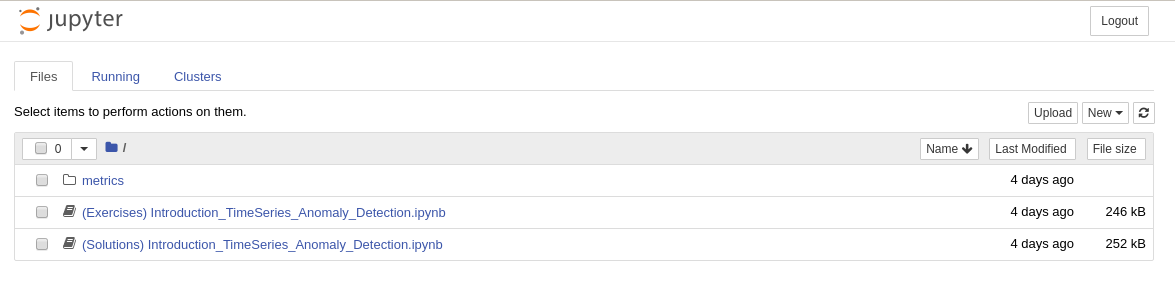 jupyter
Logout
Files Running Clusters
Select items to perform actions on them.
Upload New
0 / Name Last Modified File size
metrics 4 days ago
(Exercises) Introduction_TimeSeries_Anomaly_Detection.ipynb 4 days ago 246 kB
(Solutions) Introduction_TimeSeries_Anomaly_Detection.ipynb 4 days ago 252 kB